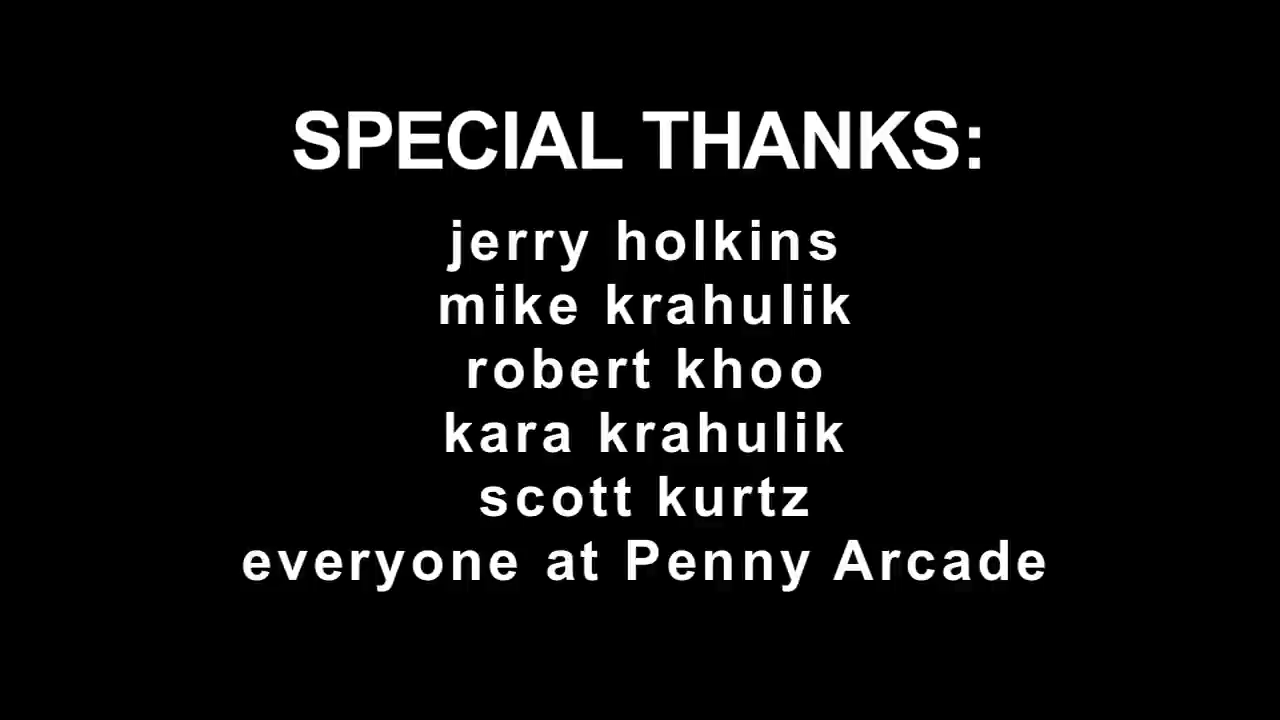 SPECIAL THANKS:
jerry holkins
mike krahulik
robert khoo
kara krahulik
scott kurtz
everyone at Penny Arcade